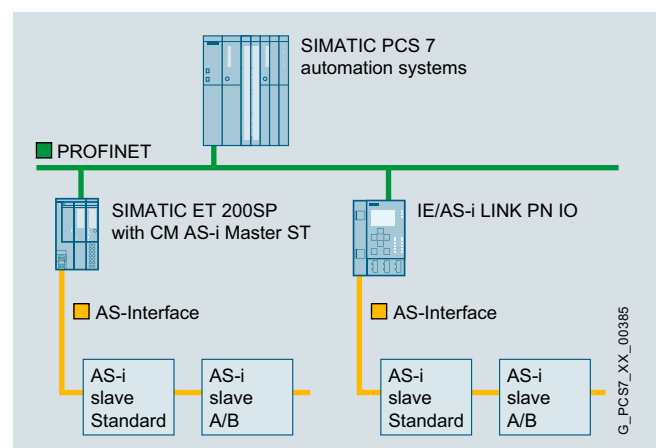 SIMATIC PCS 7
automation systems
PROFINET
SIMATIC ET 200SP
with CM AS-i Master ST
IE/AS-i LINK PN IO
AS-Interface
AS-Interface
AS-i
slave
Standard
AS-i
slave
A/B
AS-i
slave
Standard
AS-i
slave
A/B
G_PCS7_XX_00385